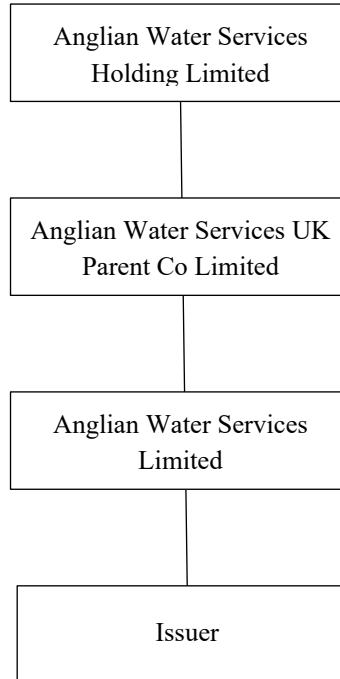 Anglian Water Services
Holding Limited
Anglian Water Services UK
Parent Co Limited
Anglian Water Services
Limited
Issuer